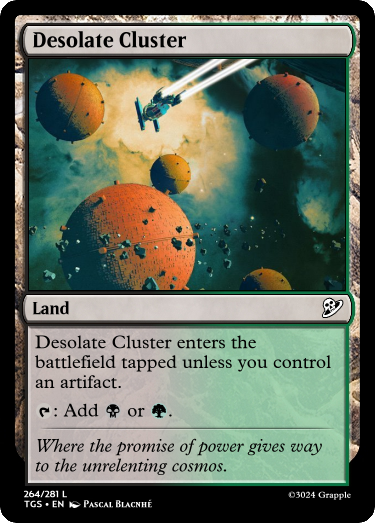 Desolate Cluster
Land
Desolate Cluster enters the
battlefield tapped unless you control
an artifact.
: Add or .
Where the promise of power gives way
to the unrelenting cosmos.
264/281 L
TGS • EN Pascal Blacnhé
©3024 Grapple